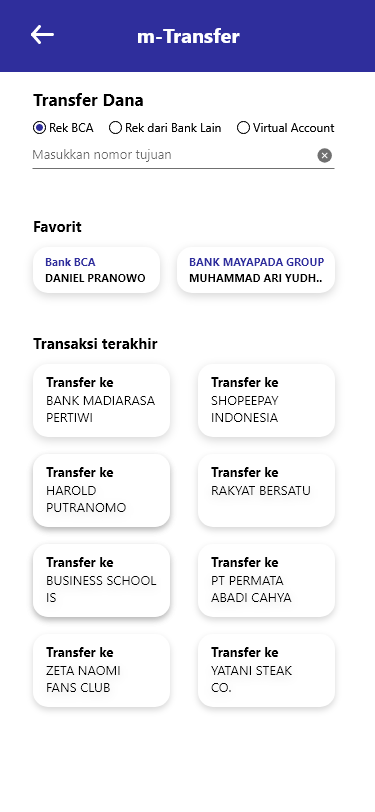 m-Transfer
Transfer Dana
Rek BCA Rek dari Bank Lain Virtual Account
Masukkan nomor tujuan
Favorit
Bank BCA
DANIEL PRANOWO
BANK MAYAPADA GROUP
MUHAMMAD ARI YUDH..
Transaksi terakhir
Transfer ke
BANK MADIARASA
PERTIWI
Transfer ke
SHOPEEPAY
INDONESIA
Transfer ke
HAROLD
PUTRANOMO
Transfer ke
RAKYAT BERSATU
Transfer ke
BUSINESS SCHOOL
IS
Transfer ke
PT PERMATA
ABADI CAHYA
Transfer ke
ZETA NAOMI
FANS CLUB
Transfer ke
YATANI STEAK
CO.